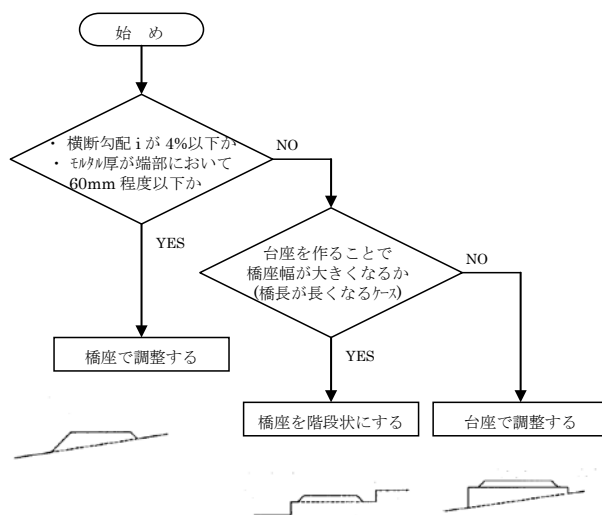 始　め
・ 横断勾配 i が 4%以下か
・ ﾓﾙﾀﾙ厚が端部において
60mm 程度以下か
NO
YES
台座を作ることで
橋座幅が大きくなるか
(橋長が長くなるｹｰｽ)
NO
YES
橋座で調整する
橋座を階段状にする
台座で調整する